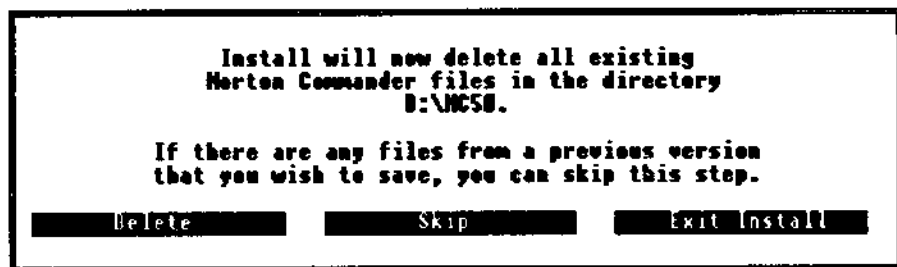 Install will now delete all existing
Norton Commander files in the directory
D:\NC50.
If there are any files from a previous version
that you wish to save, you can skip this step.
Delete Skip Exit Install